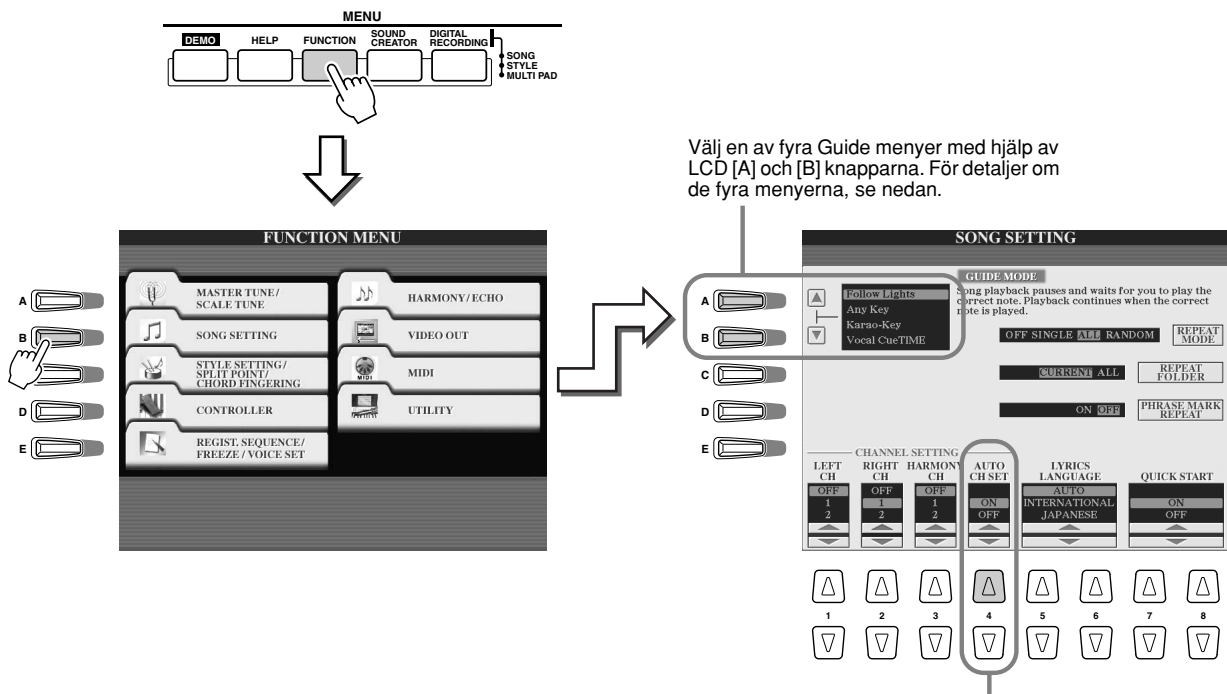 MENU
DEMO
HELP
FUNCTION
SOUND
CREATOR
DIGITAL
RECORDING
SONG
STYLE
MULTI PAD
Välj en av fyra Guide menyer med hjälp av
LCD [A] och [B] knapparna. För detaljer om
de fyra menyerna, se nedan.
FUNCTION MENU
A
B
D
E
MASTER TUNE/
SCALE TUNE
SONG SETTING
STYLE SETTING/
SPLIT POINT/
CHORD FINGERING
CONTROLLER
REGIST. SEQUENCE/
FREEZE / VOICE SET
HARMONY/ ECHO
VIDEO OUT
MIDI
MIDI
UTILITY
SONG SETTING
A
B
C
D
E
GUIDE MODE
Song playback pauses and waits for you to play the
correct note. Playback continues when the correct
note is played.
Follow Lights
Any Key
Karao-Key
Vocal CueTIME
OFF SINGLE ALL RANDOM
REPEAT
MODE
CURRENT ALL
REPEAT
FOLDER
ON OFF
PHRASE MARK
REPEAT
CHANNEL SETTING
LEFT
CH
OFF
1
2
RIGHT
CH
OFF
1
2
HARMONY
CH
OFF
1
2
AUTO
CH SET
ON
OFF
LYRICS
LANGUAGE
AUTO
INTERNATIONAL
JAPANESE
QUICK START
ON
OFF
1 2 3 4 5 6 7 8